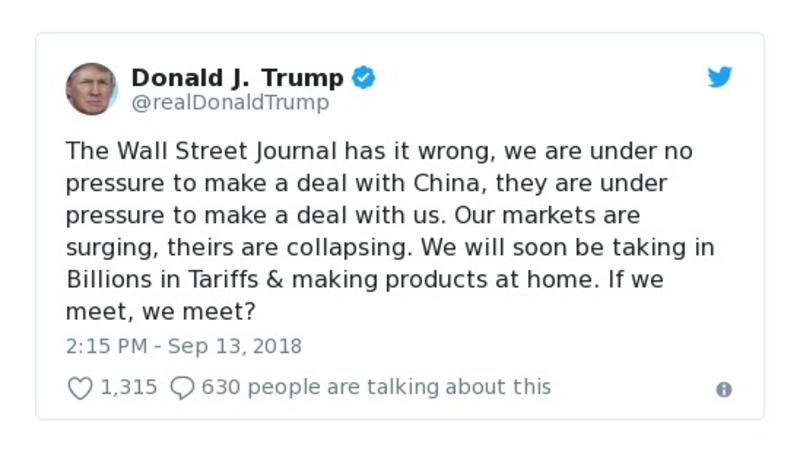 Donald J. Trump
@realDonaldTrump
The Wall Street Journal has it wrong, we are under no
pressure to make a deal with China, they are under
pressure to make a deal with us. Our markets are
surging, theirs are collapsing. We will soon be taking in
Billions in Tariffs & making products at home. If we
meet, we meet?
2:15 PM - Sep 13, 2018
1,315 630 people are talking about this